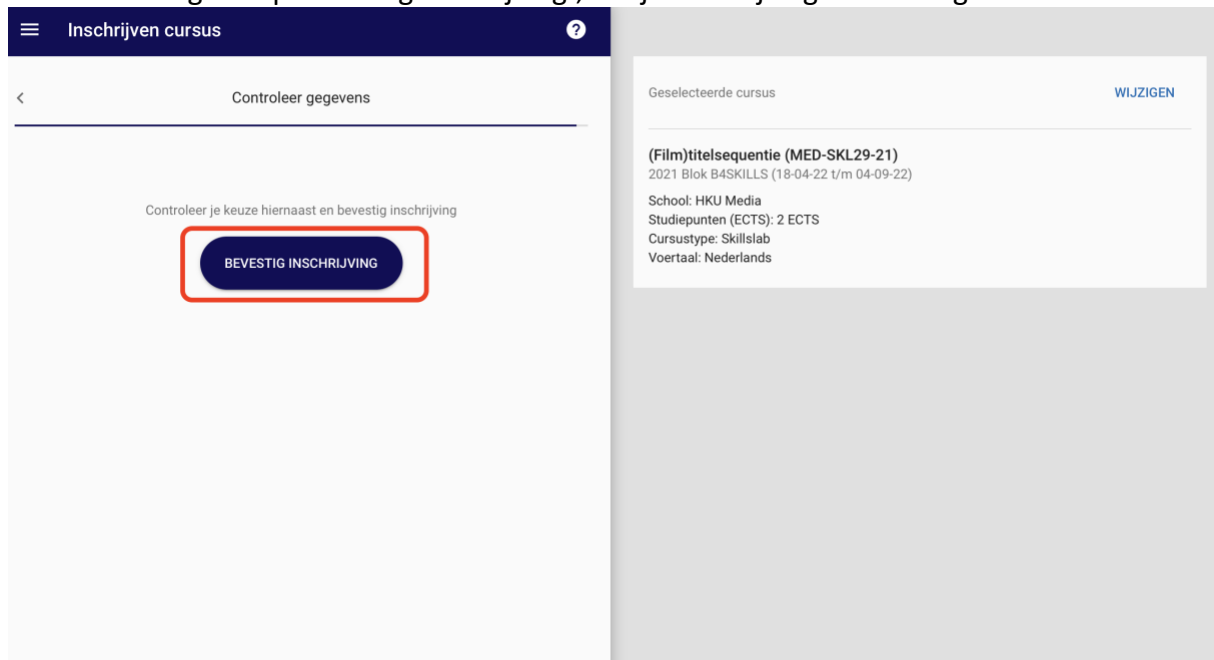 Inschrijven cursus
?
Controleer gegevens
Controleer je keuze hiernaast en bevestig inschrijving
BEVESTIG INSCHRIJVING
Geselecteerde cursus
WIJZIGEN
(Film)titelsequentie (MED-SKL29-21)
2021 Blok B4SKILLS (18-04-22 t/m 04-09-22)
School: HKU Media
Studiepunten (ECTS): 2 ECTS
Cursustype: Skillslab
Voertaal: Nederlands